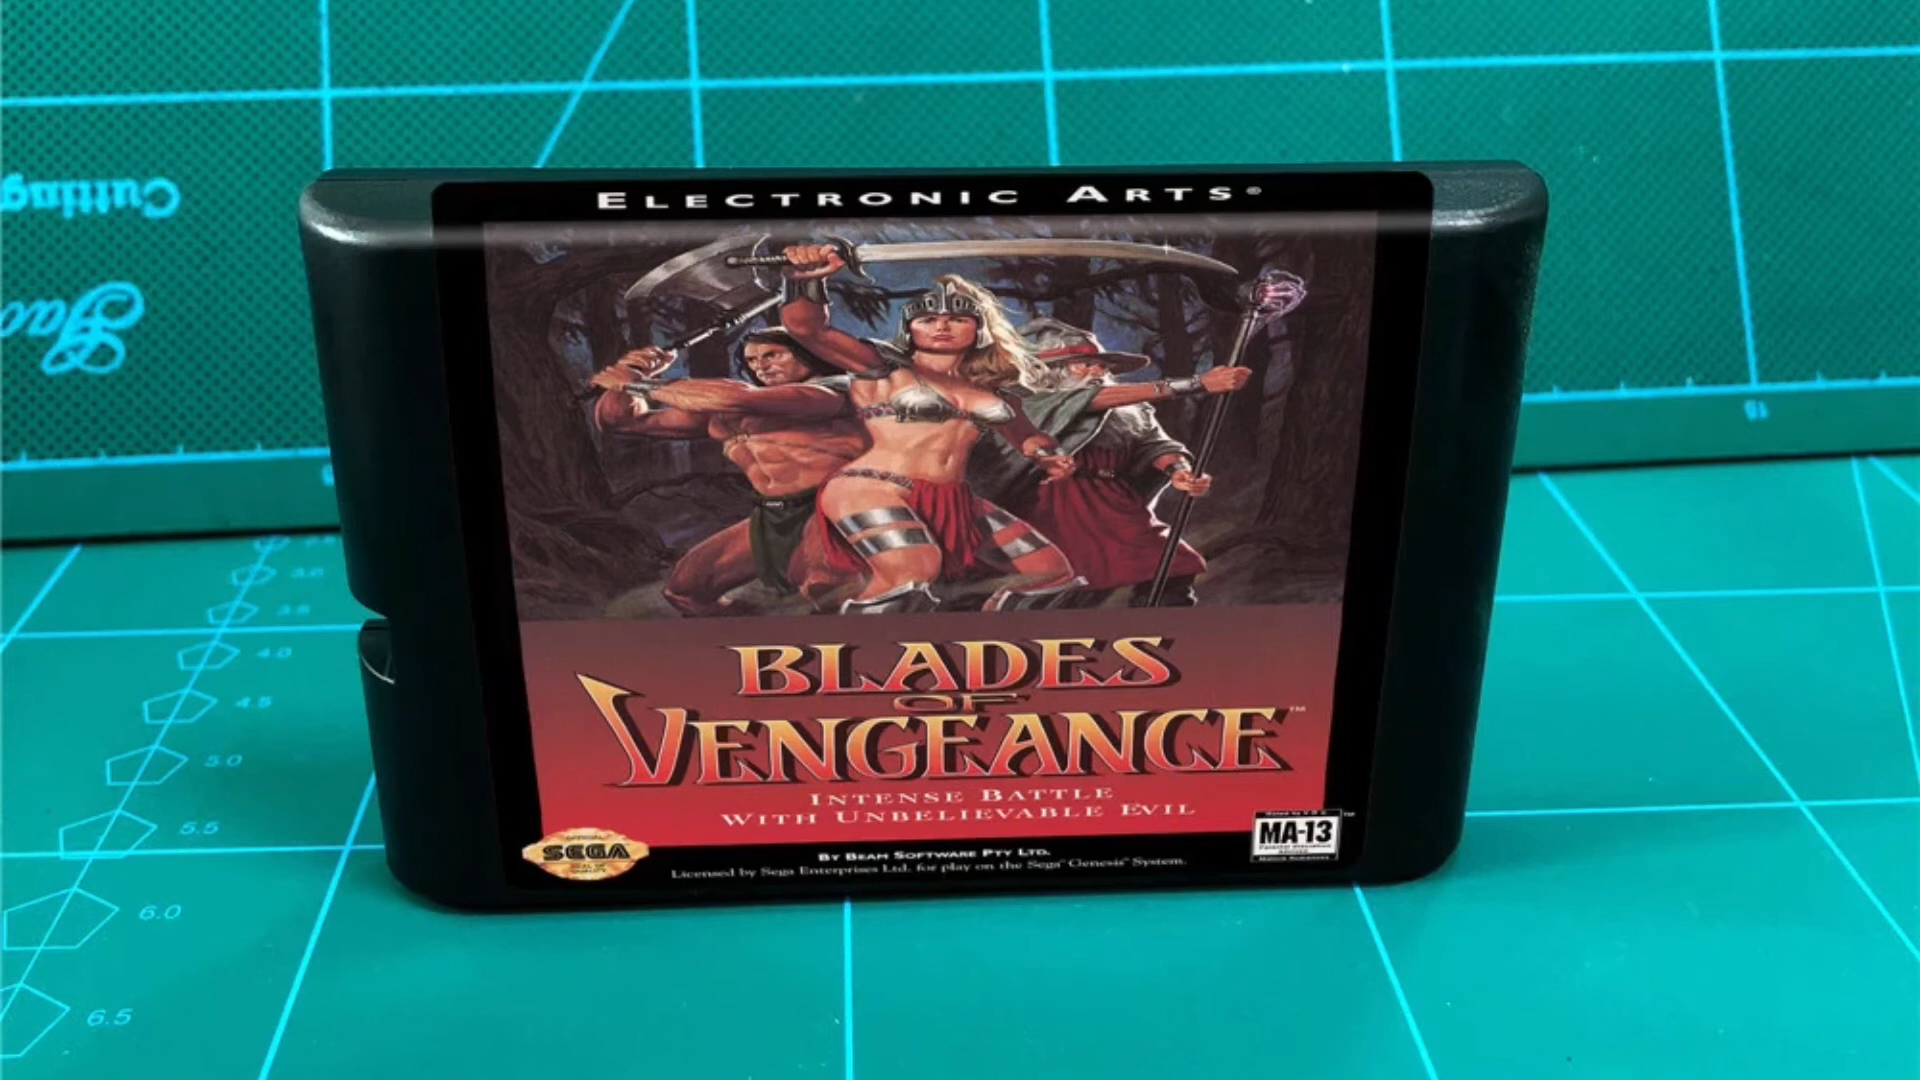 ELECTRONIC ARTS®
BLADES
OF
VENGEANCE™
INTENSE BATTLE
WITH UNBELIEVABLE EVIL
MA-13
SEGA
BY BEAM SOFTWARE PTY LTD.
Licensed by Sega Enterprises Ltd. for play on the Sega™ Genesis™ System.
Cutting
4.0
4.5
5.0
5.5
6.0
6.5